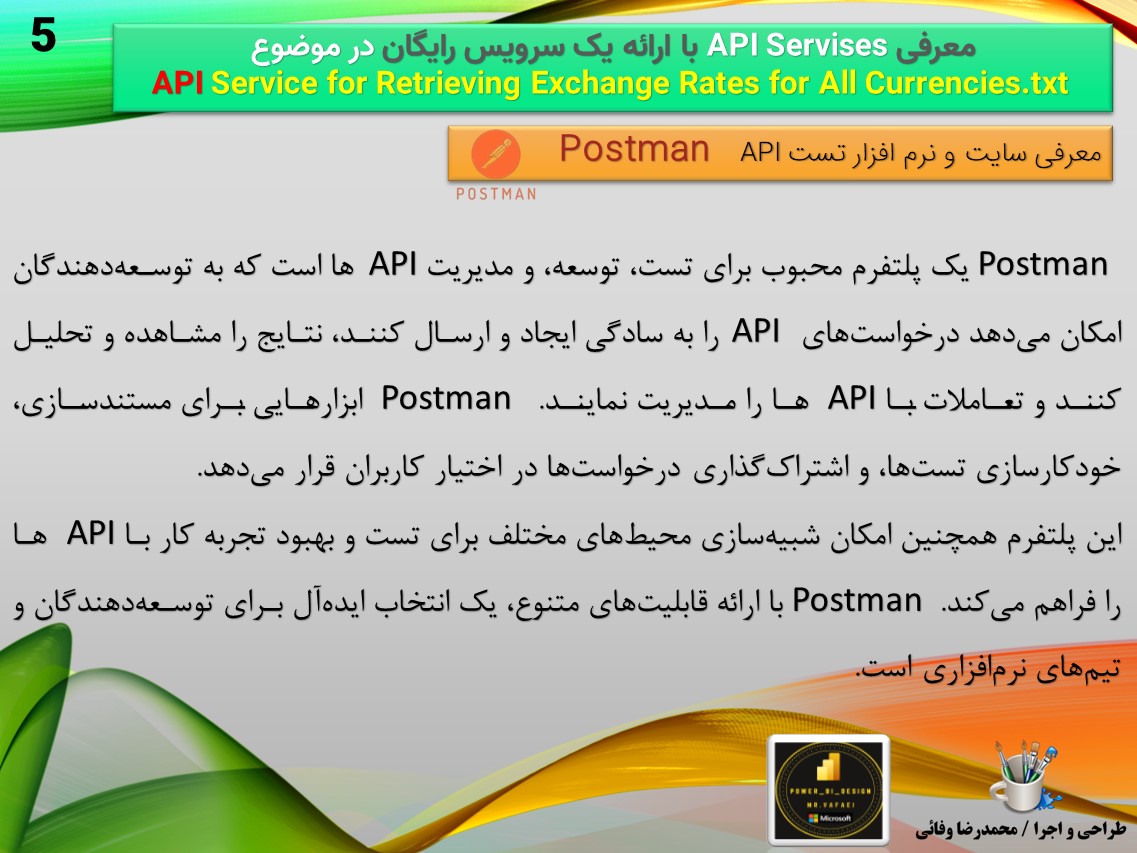 5
معرفی API Servises با ارائه یک سرویس رایگان در موضوع
API Service for Retrieving Exchange Rates for All Currencies.txt
معرفی سایت و نرم افزار تست API Postman
POSTMAN
Postman یک پلتفرم محبوب برای تست، توسعه، و مدیریت API ها است که به توسعه‌دهندگان
امکان می‌دهد درخواست‌های API را به سادگی ایجاد و ارسال کنند، نتایج را مشاهده و تحلیل
کنند و تعاملات با API ها را مدیریت نمایند. Postman ابزارهایی برای مستندسازی،
خودکارسازی تست‌ها، و اشتراک‌گذاری درخواست‌ها در اختیار کاربران قرار می‌دهد.
این پلتفرم همچنین امکان شبیه‌سازی محیط‌های مختلف برای تست و بهبود تجربه کار با API ها
را فراهم می‌کند. Postman با ارائه قابلیت‌های متنوع، یک انتخاب ایده‌آل برای توسعه‌دهندگان و
تیم‌های نرم‌افزاری است.
POWER_BI_DESIGN
MR.VAFAEI
Microsoft
طراحی و اجرا / محمدرضا وفائی